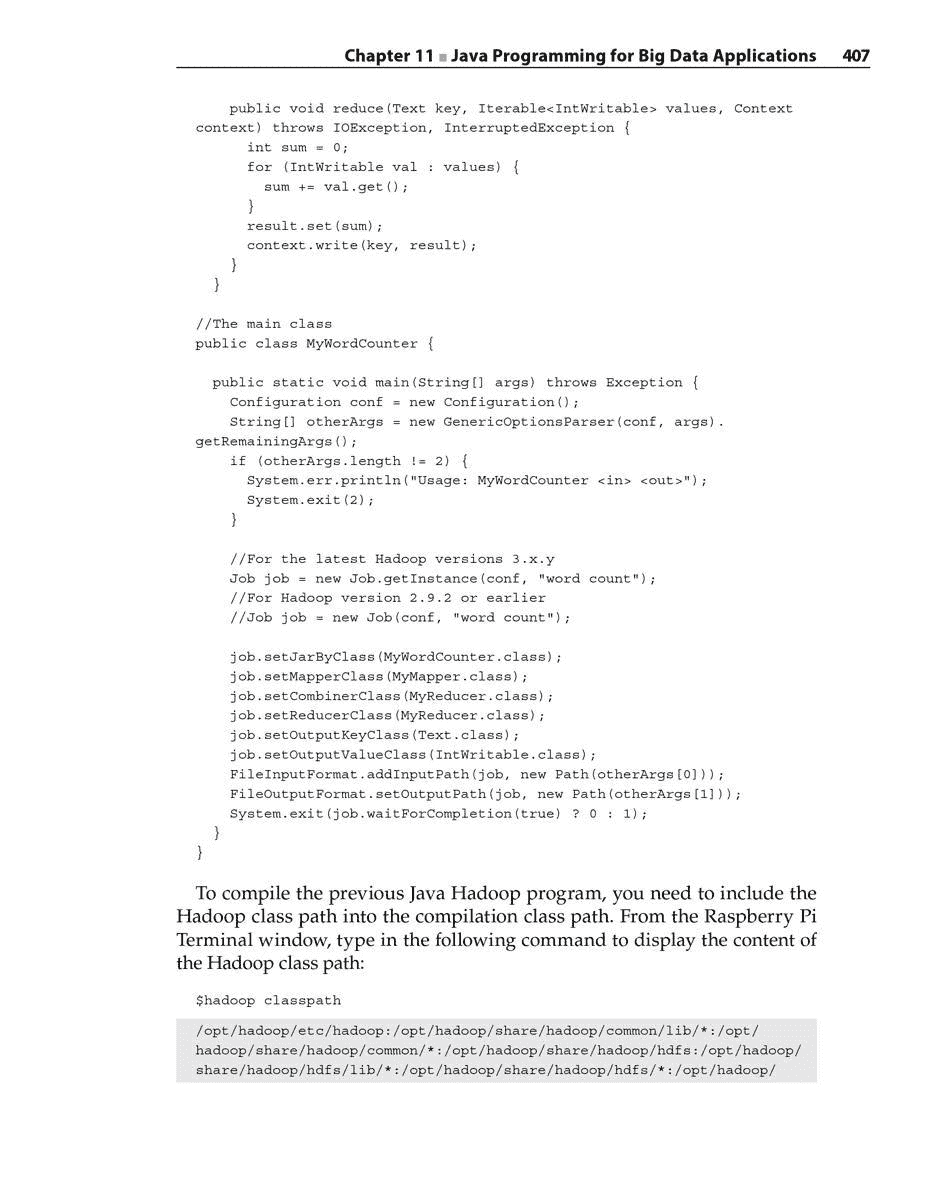 Chapter 11 ■ Java Programming for Big Data Applications 407
public void reduce(Text key, Iterable<IntWritable> values, Context
context) throws IOException, InterruptedException {
int sum = 0;
for (IntWritable val : values) {
sum += val.get();
}
result.set(sum);
context.write(key, result);
}
}
//The main class
public class MyWordCounter {
public static void main(String[] args) throws Exception {
Configuration conf = new Configuration();
String[] otherArgs = new GenericOptionsParser(conf, args).
getRemainingArgs();
if (otherArgs.length != 2) {
System.err.println("Usage: MyWordCounter <in> <out>");
System.exit(2);
}
//For the latest Hadoop versions 3.x.y
Job job = new Job.getInstance(conf, "word count");
//For Hadoop version 2.9.2 or earlier
//Job job = new Job(conf, "word count");
job.setJarByClass(MyWordCounter.class);
job.setMapperClass(MyMapper.class);
job.setCombinerClass(MyReducer.class);
job.setReducerClass(MyReducer.class);
job.setOutputKeyClass(Text.class);
job.setOutputValueClass(IntWritable.class);
FileInputFormat.addInputPath(job, new Path(otherArgs[0]));
FileOutputFormat.setOutputPath(job, new Path(otherArgs[1]));
System.exit(job.waitForCompletion(true) ? 0 : 1);
}
}
To compile the previous Java Hadoop program, you need to include the
Hadoop class path into the compilation class path. From the Raspberry Pi
Terminal window, type in the following command to display the content of
the Hadoop class path:
$hadoop classpath
/opt/hadoop/etc/hadoop:/opt/hadoop/share/hadoop/common/lib/*:/opt/
hadoop/share/hadoop/common/*:/opt/hadoop/share/hadoop/hdfs:/opt/hadoop/
share/hadoop/hdfs/lib/*:/opt/hadoop/share/hadoop/hdfs/*:/opt/hadoop/